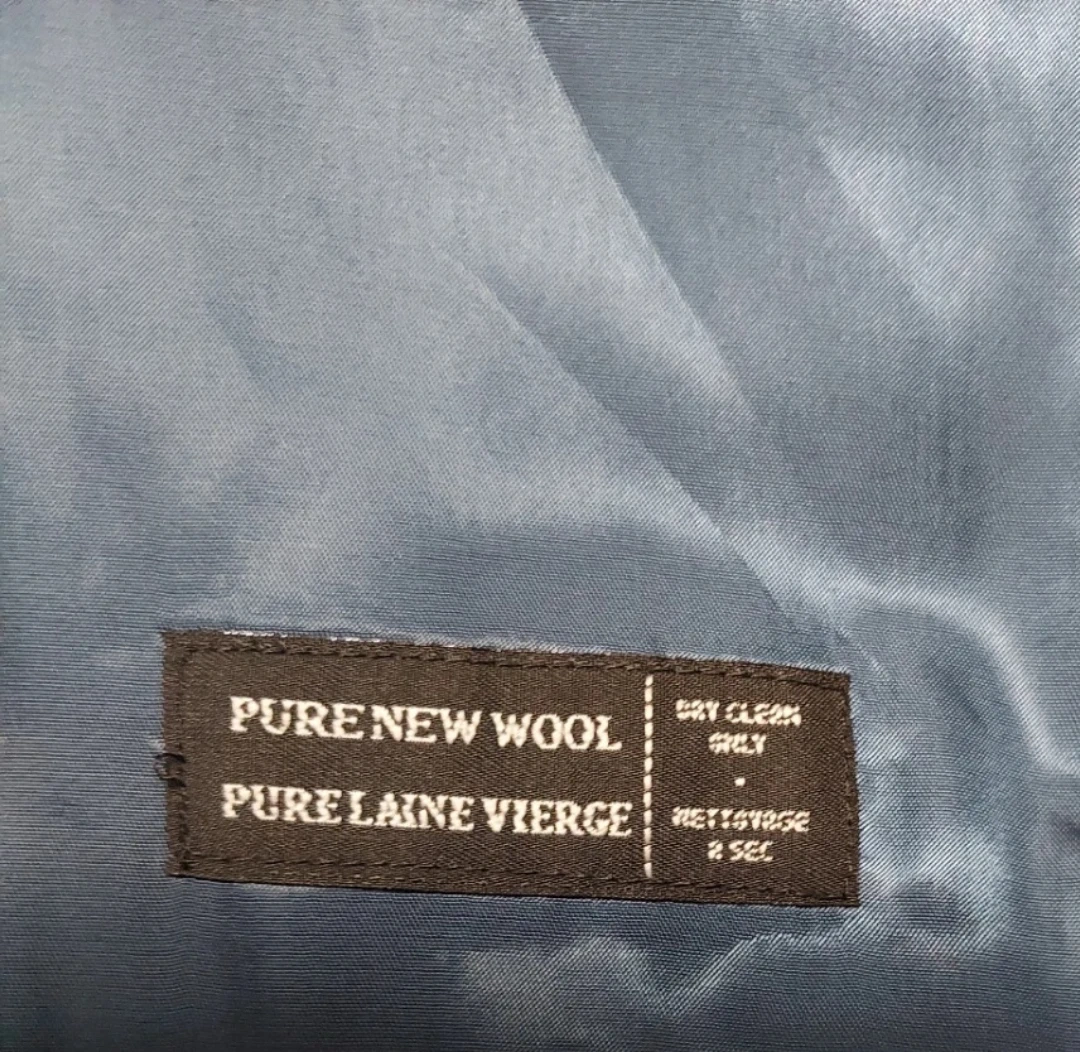 PURE NEW WOOL
PURE LAINE VIERGE
DRY CLEAN
ONLY
·
NETTOYAGE
A SEC